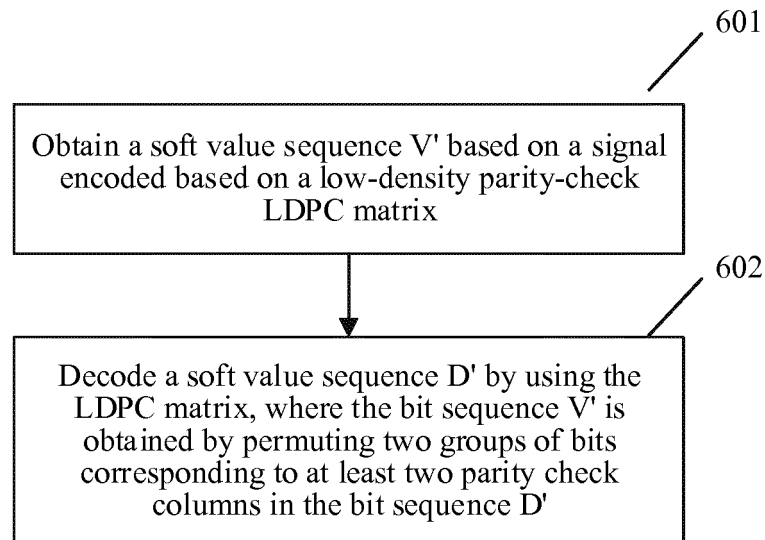 601
Obtain a soft value sequence V' based on a signal
encoded based on a low-density parity-check
LDPC matrix
602
Decode a soft value sequence D' by using the
LDPC matrix, where the bit sequence V' is
obtained by permuting two groups of bits
corresponding to at least two parity check
columns in the bit sequence D'